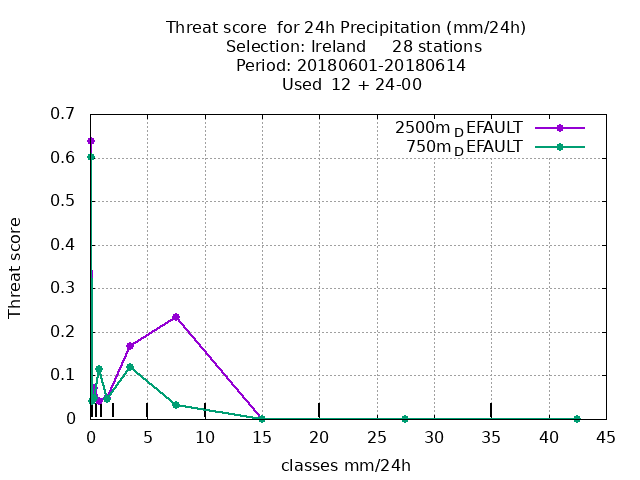 Threat score  for 24h Precipitation (mm/24h)
Selection: Ireland     28 stations
Period: 20180601-20180614
Used  12 + 24-00
2500m_DEFAULT
750m_DEFAULT
Threat score
0.7
0.6
0.5
0.4
0.3
0.2
0.1
0
0 5 10 15 20 25 30 35 40 45
classes mm/24h